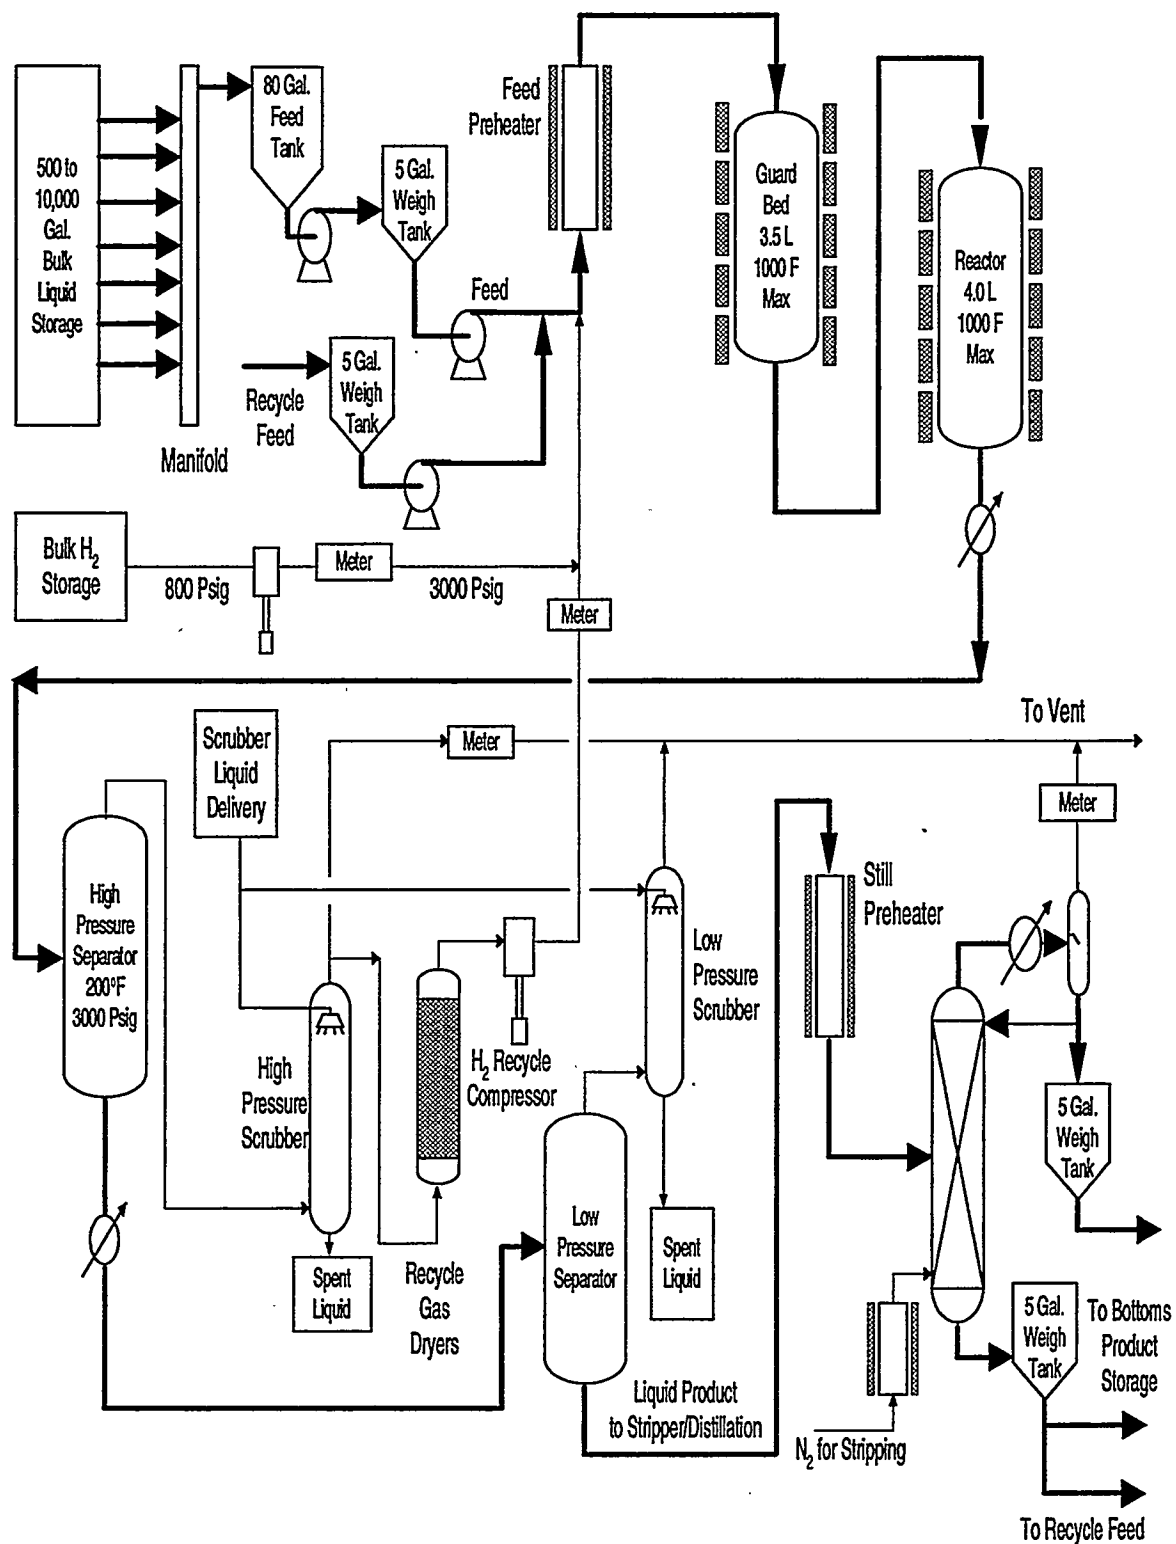 80 Gal.
Feed
Tank
500 to
10,000
Gal.
Bulk
Liquid
Storage
Manifold
5 Gal.
Weigh
Tank
Feed
Preheater
Feed
Recycle
Feed
5 Gal.
Weigh
Tank
Guard
Bed
3.5 L
1000 F
Max
Reactor
4.0 L
1000 F
Max
Bulk H2
Storage
800 Psig
Meter
3000 Psig
Meter
To Vent
Scrubber
Liquid
Delivery
Meter
Meter
High
Pressure
Separator
200°F
3000 Psig
High
Pressure
Scrubber
Spent
Liquid
Recycle
Gas
Dryers
H2 Recycle
Compressor
Low
Pressure
Scrubber
Low
Pressure
Separator
Spent
Liquid
Liquid Product
to Stripper/Distillation
Still
Preheater
N2 for Stripping
5 Gal.
Weigh
Tank
5 Gal.
Weigh
Tank
To Bottoms
Product
Storage
To Recycle Feed